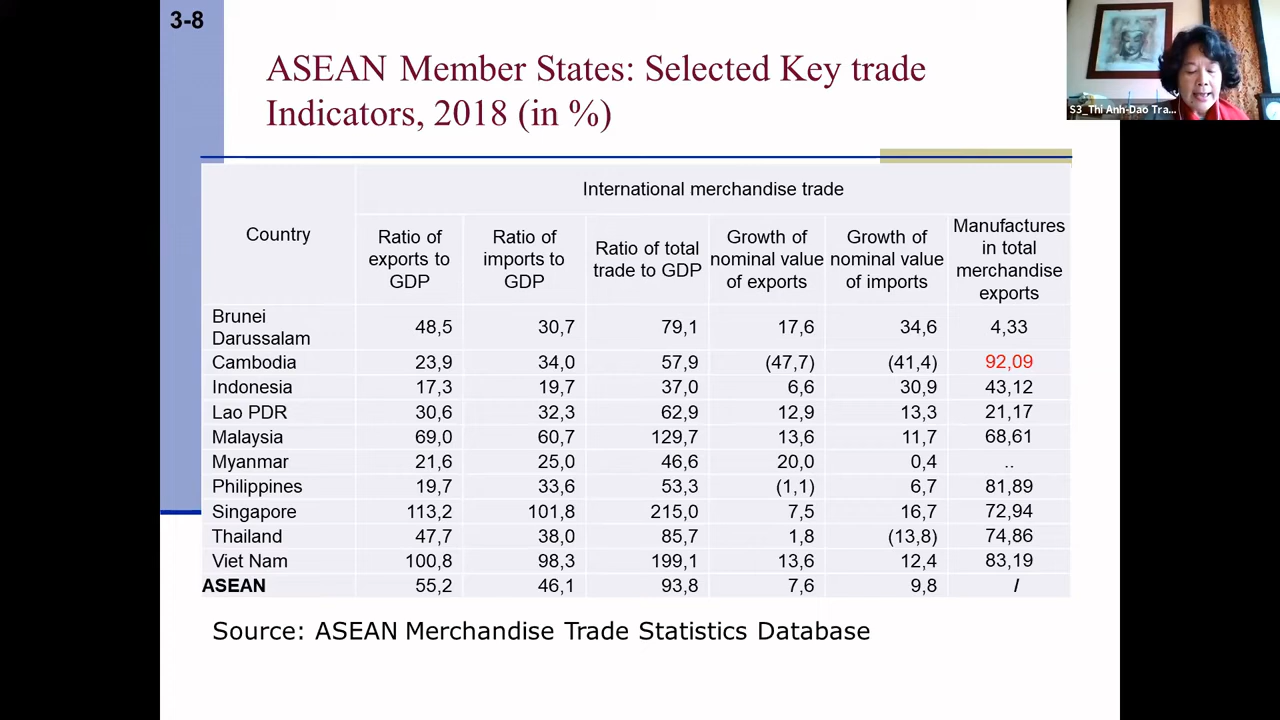 3-8
ASEAN Member States: Selected Key trade
Indicators, 2018 (in %)
S3_Thi Anh-Dao Tra...
Country
International merchandise trade
Ratio of
exports to
GDP
Ratio of
imports to
GDP
Ratio of total
trade to GDP
Growth of
nominal value
of exports
Growth of
nominal value
of imports
Manufactures
in total
merchandise
exports
Brunei
Darussalam 48,5 30,7 79,1 17,6 34,6 4,33
Cambodia 23,9 34,0 57,9 (47,7) (41,4) 92,09
Indonesia 17,3 19,7 37,0 6,6 30,9 43,12
Lao PDR 30,6 32,3 62,9 12,9 13,3 21,17
Malaysia 69,0 60,7 129,7 13,6 11,7 68,61
Myanmar 21,6 25,0 46,6 20,0 0,4 ..
Philippines 19,7 33,6 53,3 (1,1) 6,7 81,89
Singapore 113,2 101,8 215,0 7,5 16,7 72,94
Thailand 47,7 38,0 85,7 1,8 (13,8) 74,86
Viet Nam 100,8 98,3 199,1 13,6 12,4 83,19
ASEAN 55,2 46,1 93,8 7,6 9,8 /
Source: ASEAN Merchandise Trade Statistics Database